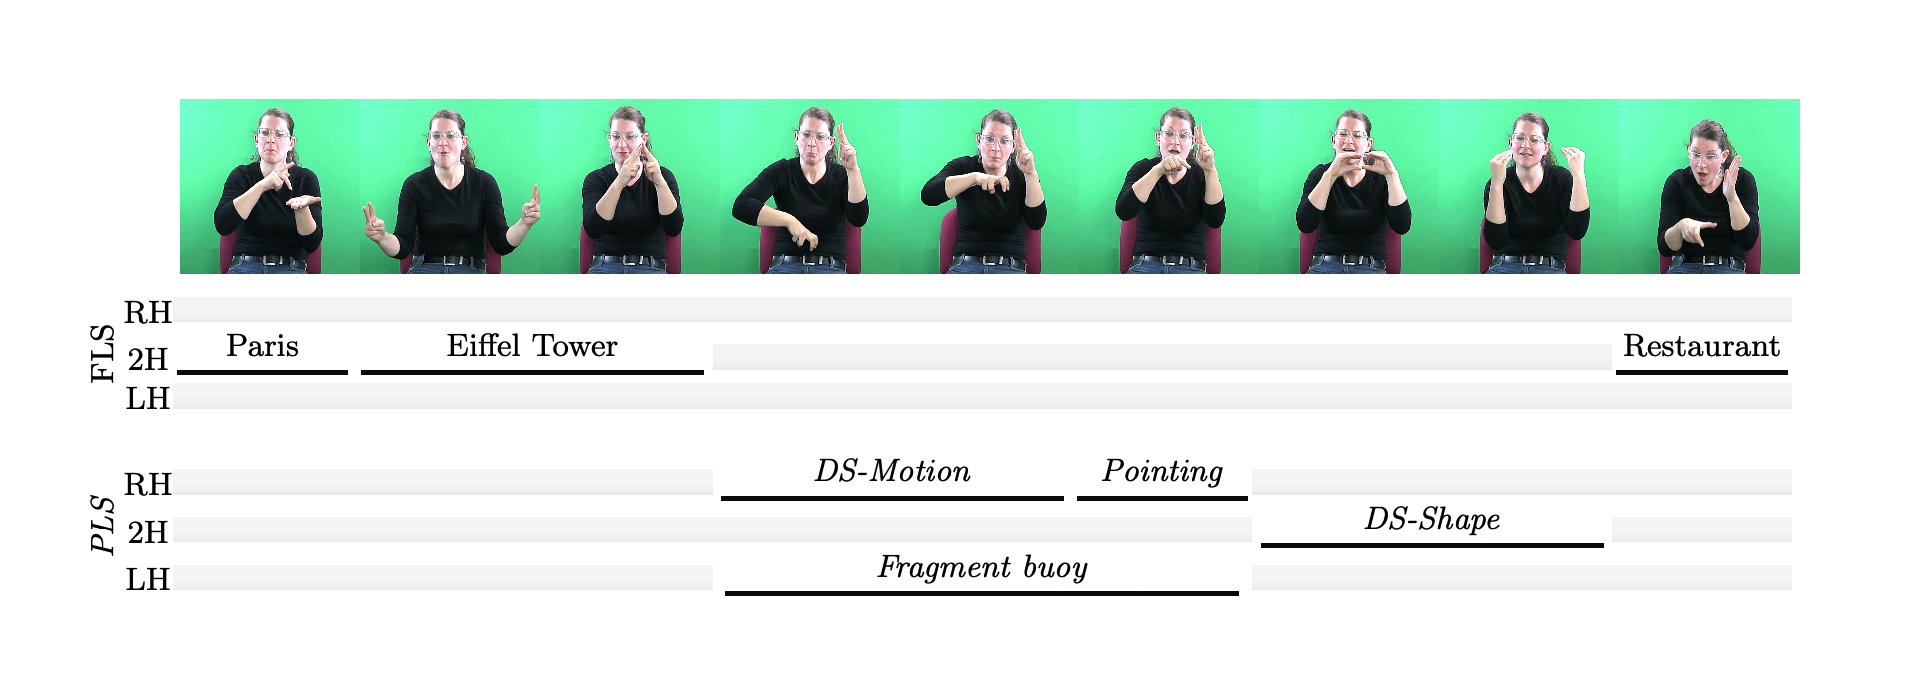 FLS
RH
2H Paris Eiffel Tower Restaurant
LH
PLS
RH DS-Motion Pointing
2H DS-Shape
LH Fragment buoy